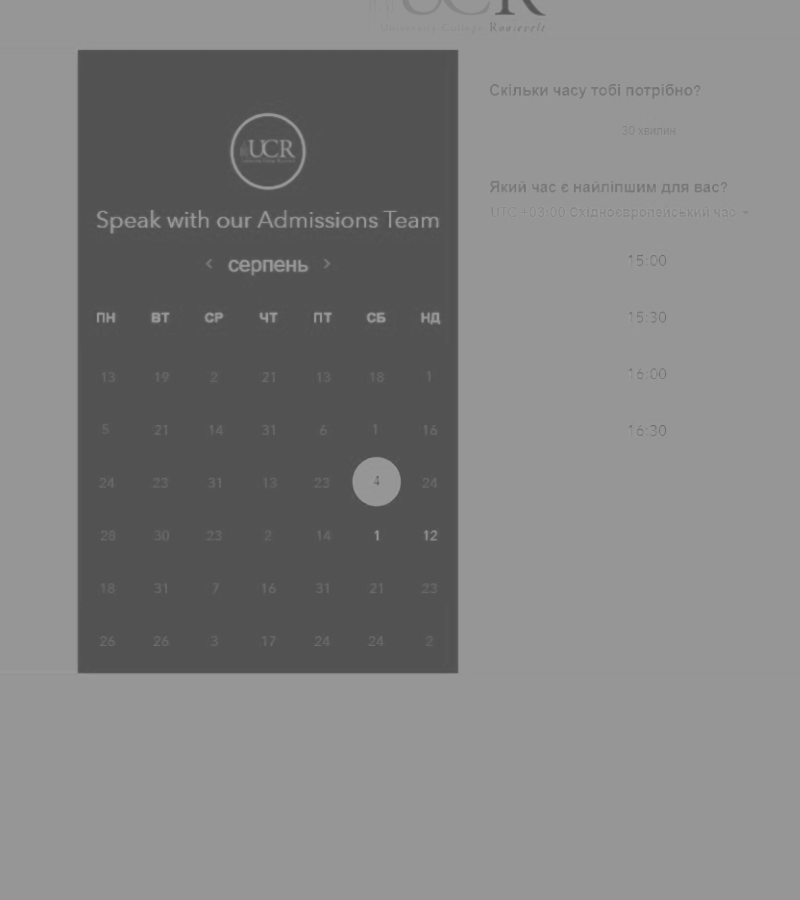 UCR
University College Roosevelt
UCR
Speak with our Admissions Team
< серпень >
ПН ВТ СР ЧТ ПТ СБ НД
13 19 2 21 13 18 1
5 21 14 31 6 1 16
24 23 31 13 23 4 24
28 30 23 2 14 1 12
18 31 7 16 31 21 23
26 26 3 17 24 24 2
Скільки часу тобі потрібно?
30 хвилин
Який час є найліпшим для вас?
UTC +03:00 Східноєвропейський час
15:00
15:30
16:00
16:30